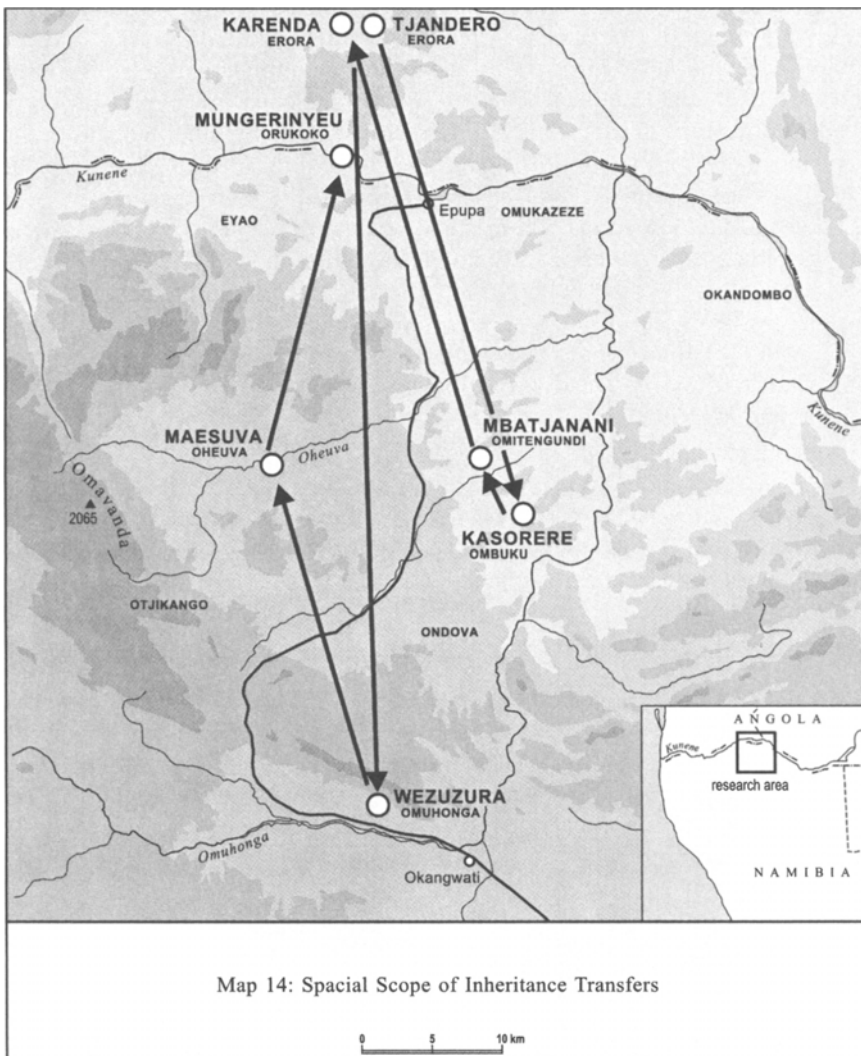 KARENDA
ERORA
TJANDERO
ERORA
MUNGERINYEU
ORUKOKO
Kunene
EYAO
Epupa
OMUKAZEZE
OKANDOMBO
Kunene
MAESUVA
OHEUVA
Oheuva
MBATJANANI
OMITENGUNDI
Omavanda
2065
KASORERE
OMBUKU
OTJIKANGO
ONDOVA
WEZUZURA
OMUHONGA
Omuhonga
Okangwati
ANGOLA
Kunene
research area
NAMIBIA
Map 14: Spacial Scope of Inheritance Transfers
0 5 10 km